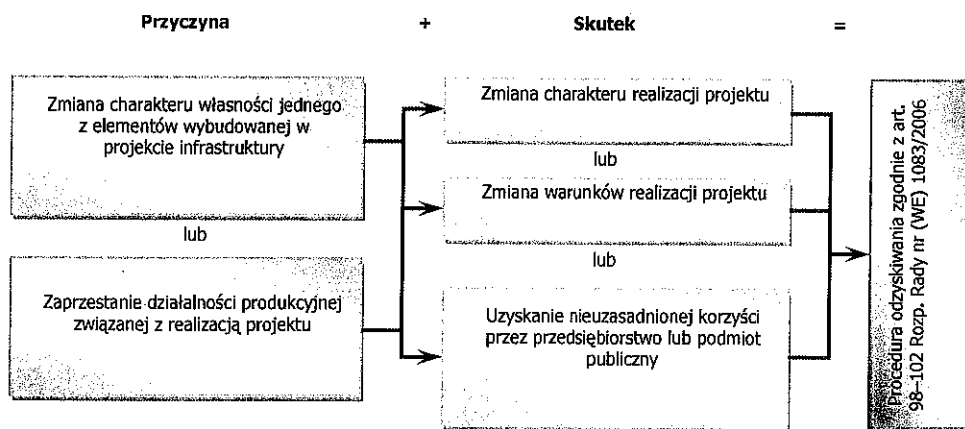 Przyczyna + Skutek =
Zmiana charakteru własności jednego
z elementów wybudowanej w
projekcie infrastruktury
lub
Zaprzestanie działalności produkcyjnej
związanej z realizacją projektu
Zmiana charakteru realizacji projektu
lub
Zmiana warunków realizacji projektu
lub
Uzyskanie nieuzasadnionej korzyści
przez przedsiębiorstwo lub podmiot
publiczny
Procedura odzyskiwania zgodnie z art.
98–102 Rozp. Rady nr (WE) 1083/2006